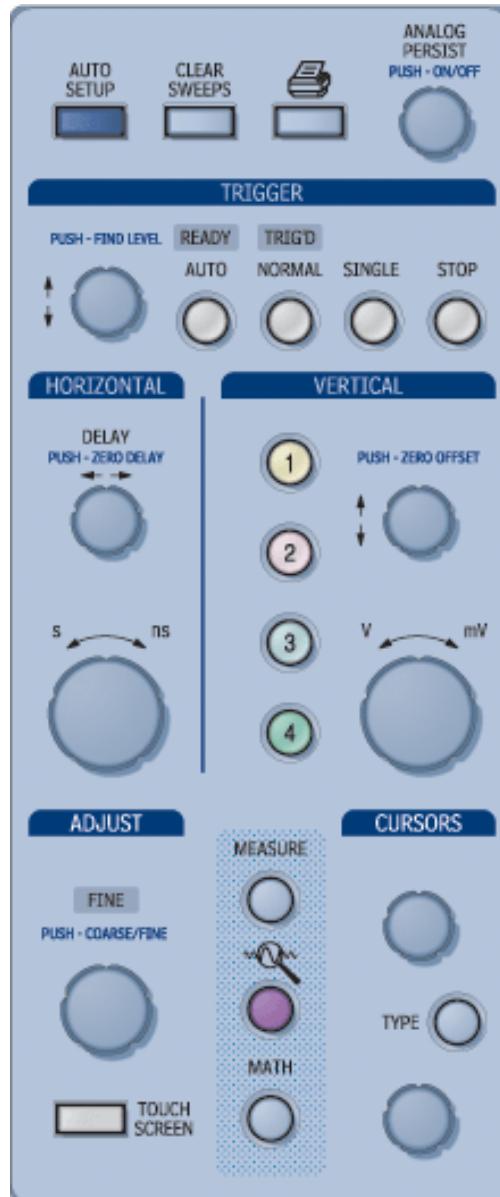 ANALOG
PERSIST
PUSH - ON/OFF
AUTO
SETUP
CLEAR
SWEEPS
TRIGGER
PUSH - FIND LEVEL
READY
TRIG'D
AUTO
NORMAL
SINGLE
STOP
HORIZONTAL
VERTICAL
DELAY
PUSH - ZERO DELAY
1
PUSH - ZERO OFFSET
2
s
ns
3
V
mV
4
ADJUST
CURSORS
MEASURE
FINE
PUSH - COARSE/FINE
TYPE
MATH
TOUCH
SCREEN